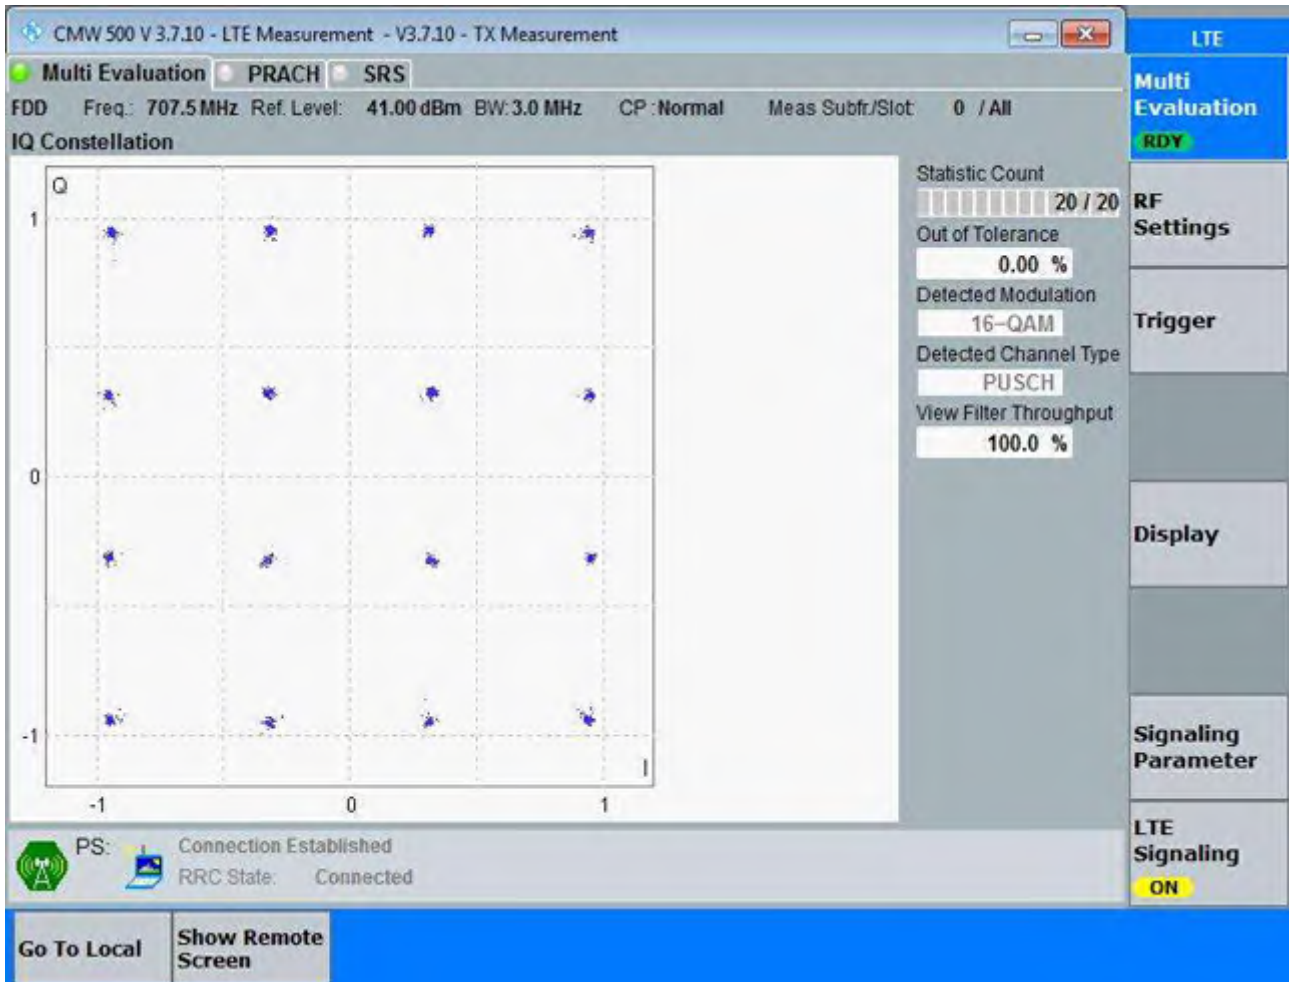 CMW 500 V 3.7.10 - LTE Measurement - V3.7.10 - TX Measurement
LTE
Multi Evaluation PRACH SRS
FDD Freq.: 707.5 MHz Ref. Level: 41.00 dBm BW: 3.0 MHz CP : Normal Meas Subfr./Slot: 0 / All
IQ Constellation
Q
1
0
-1
I
-1 0 1
Statistic Count
20 / 20
Out of Tolerance
0.00 %
Detected Modulation
16-QAM
Detected Channel Type
PUSCH
View Filter Throughput
100.0 %
Multi
Evaluation
RDY
RF
Settings
Trigger
Display
Signaling
Parameter
LTE
Signaling
ON
PS: Connection Established
RRC State: Connected
Go To Local
Show Remote
Screen